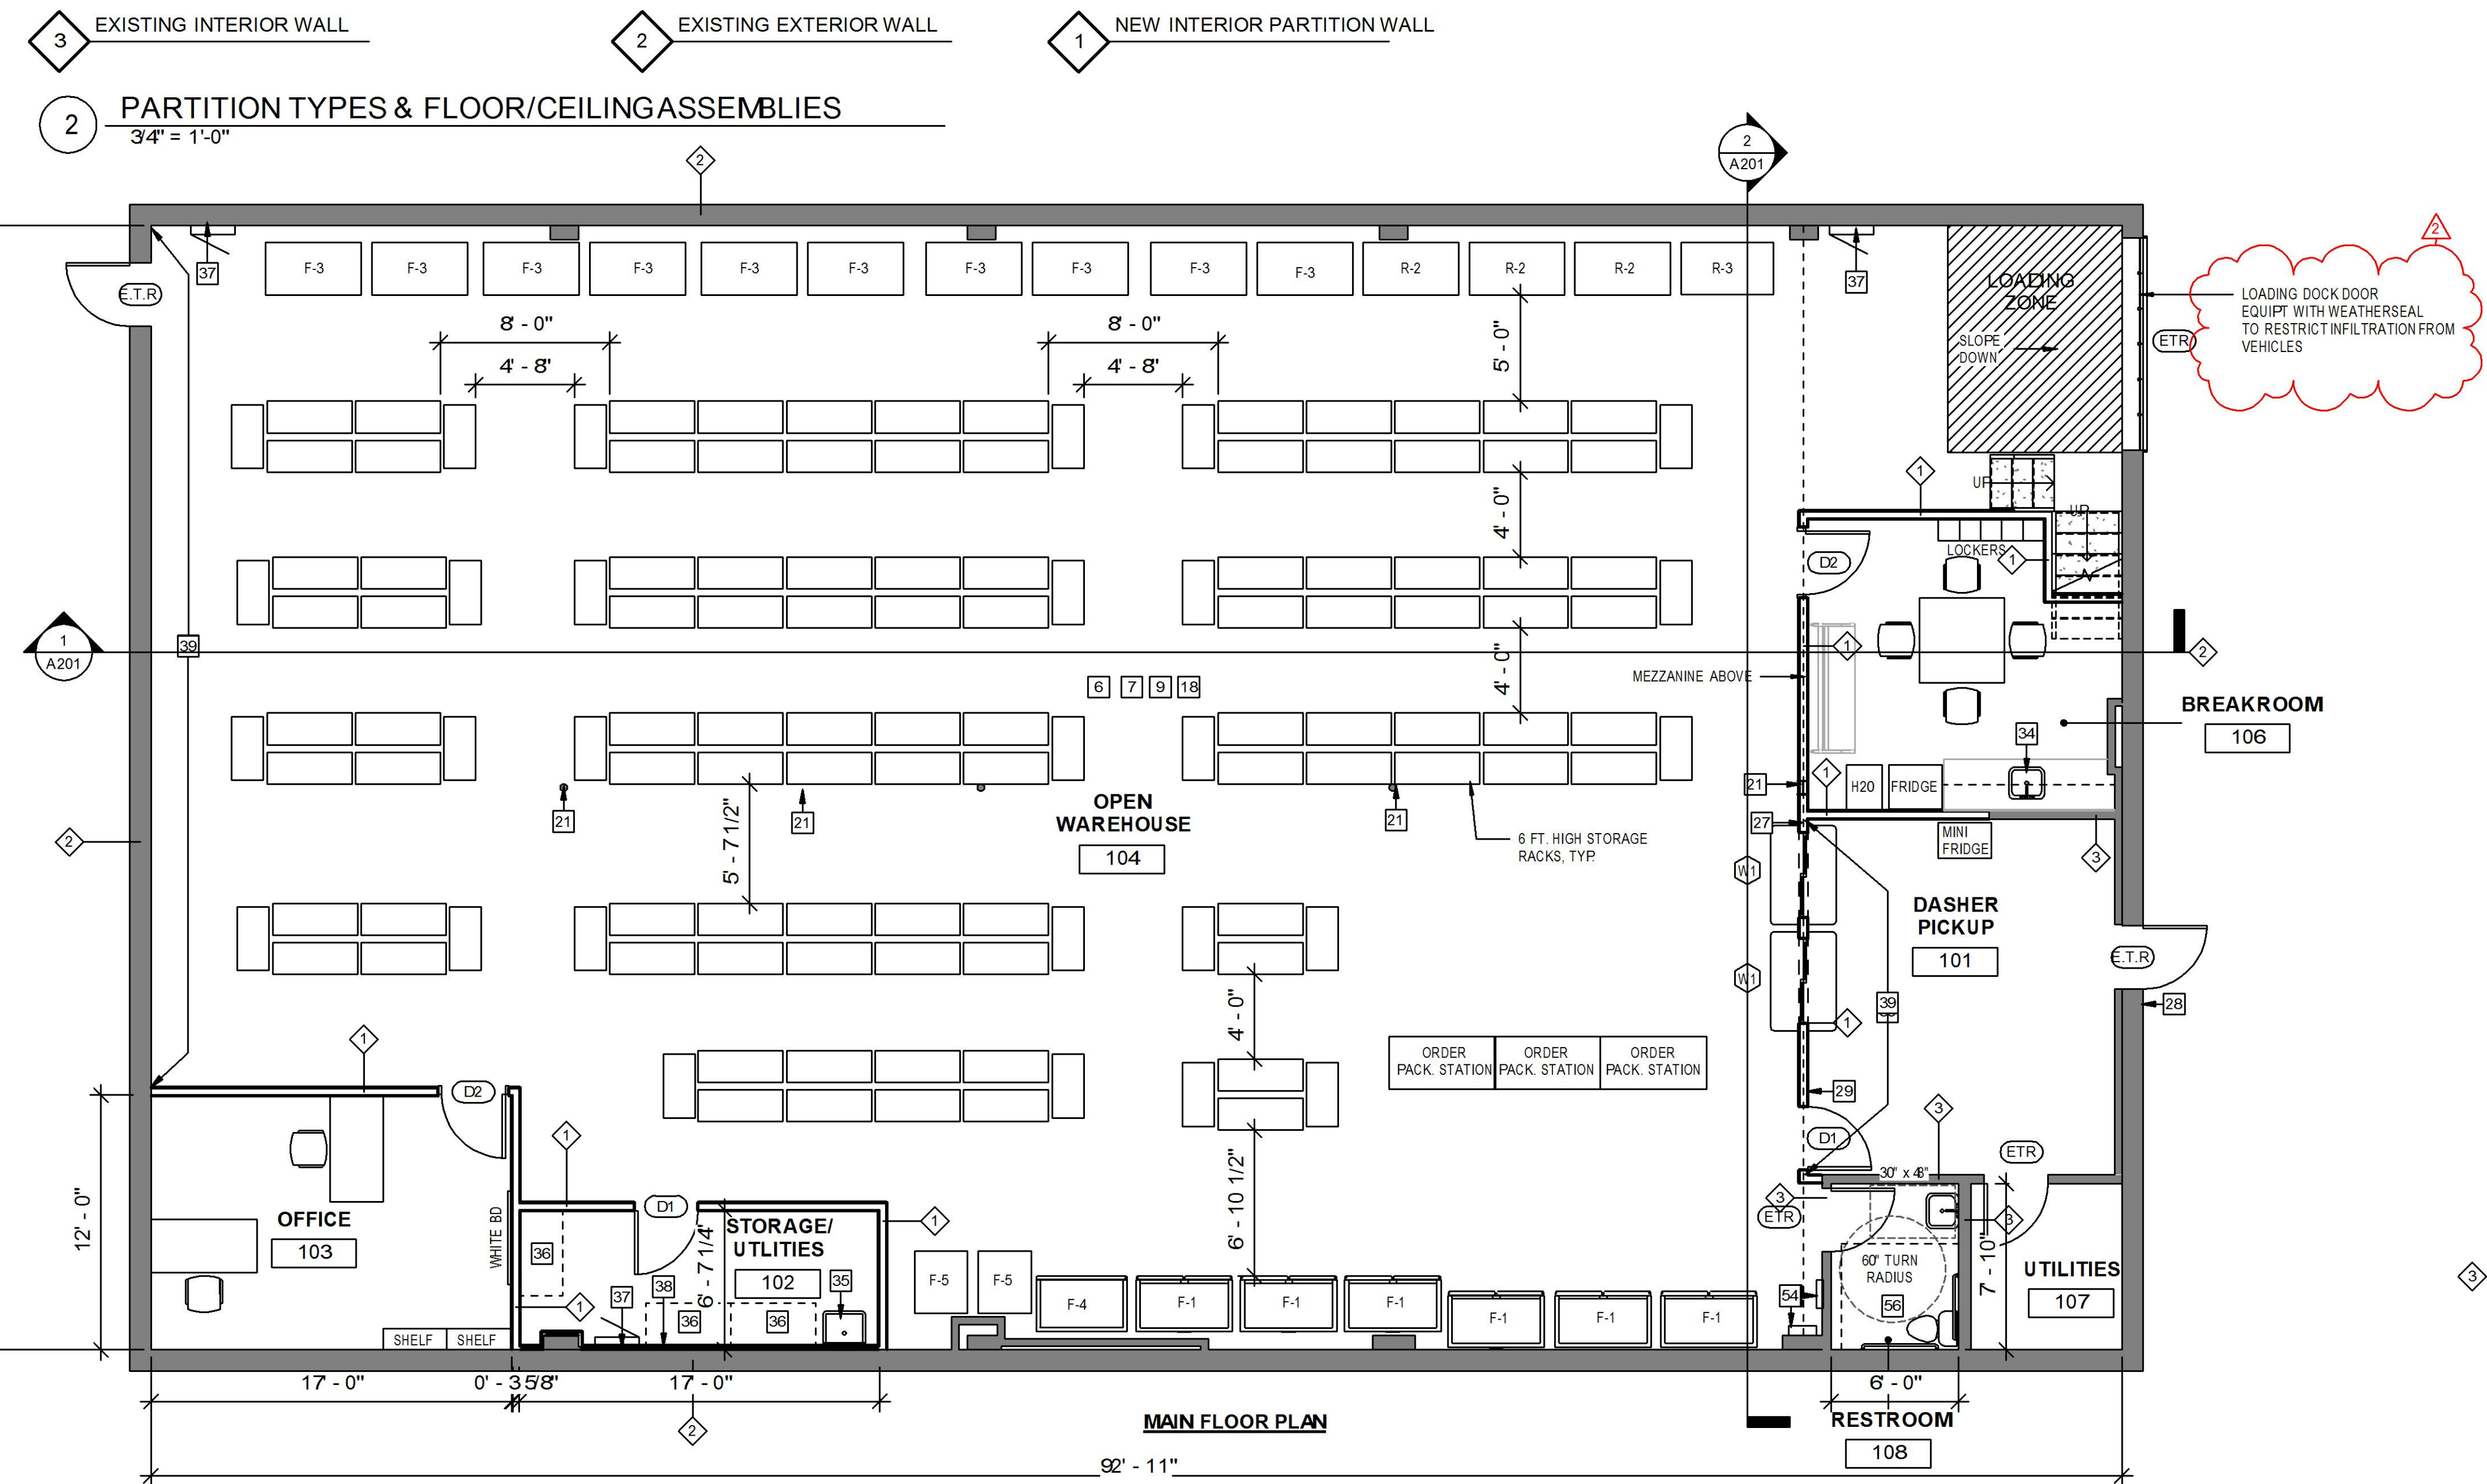 3 EXISTING INTERIOR WALL
2 EXISTING EXTERIOR WALL
1 NEW INTERIOR PARTITION WALL
2 PARTITION TYPES & FLOOR/CEILING ASSEMBLIES
3/4" = 1'-0"
2
2
A201
2
37
E.T.R
F-3 F-3 F-3 F-3 F-3 F-3 F-3 F-3 F-3 F-3 R-2 R-2 R-2 R-3
37
LOADING
ZONE
SLOPE
DOWN
ETR
LOADING DOCK DOOR
EQUIPT WITH WEATHERSEAL
TO RESTRICT INFILTRATION FROM
VEHICLES
8' - 0"
4' - 8"
8' - 0"
4' - 8"
5' - 0"
4' - 0"
4' - 0"
1
UP
UP
LOCKERS
1
D2
1
A201
39
1
2
6 7 9 18
MEZZANINE ABOVE
BREAKROOM
106
34
1
H20
FRIDGE
21
21
21
21
27
5' - 7 1/2"
OPEN
WAREHOUSE
104
6 FT. HIGH STORAGE
RACKS, TYP.
MINI
FRIDGE
3
2
W1
W1
DASHER
PICKUP
101
E.T.R
28
39
1
4' - 0"
ORDER
PACK. STATION
ORDER
PACK. STATION
ORDER
PACK. STATION
29
1
D2
1
D1
3
ETR
30" x 48"
12' - 0"
OFFICE
103
WHITE BD
SHELF
SHELF
D1
STORAGE/
UTLITIES
102
36
6' - 7 1/4"
35
37
38
36
36
1
1
6' - 10 1/2"
F-5 F-5 F-4 F-1 F-1 F-1 F-1 F-1 F-1
3
ETR
54
60" TURN
RADIUS
56
3
7' - 10"
UTILITIES
107
3
17' - 0"
0' - 3 5/8"
17' - 0"
2
MAIN FLOOR PLAN
6' - 0"
RESTROOM
108
92' - 11"